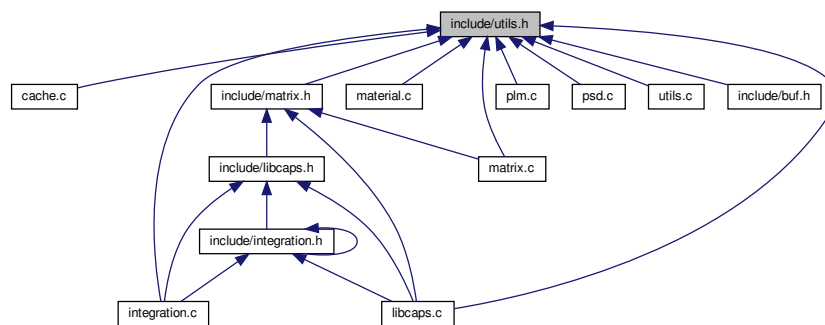 include/utils.h
cache.c
include/matrix.h
material.c
plm.c
psd.c
utils.c
include/buf.h
include/libcaps.h
matrix.c
include/integration.h
integration.c
libcaps.c